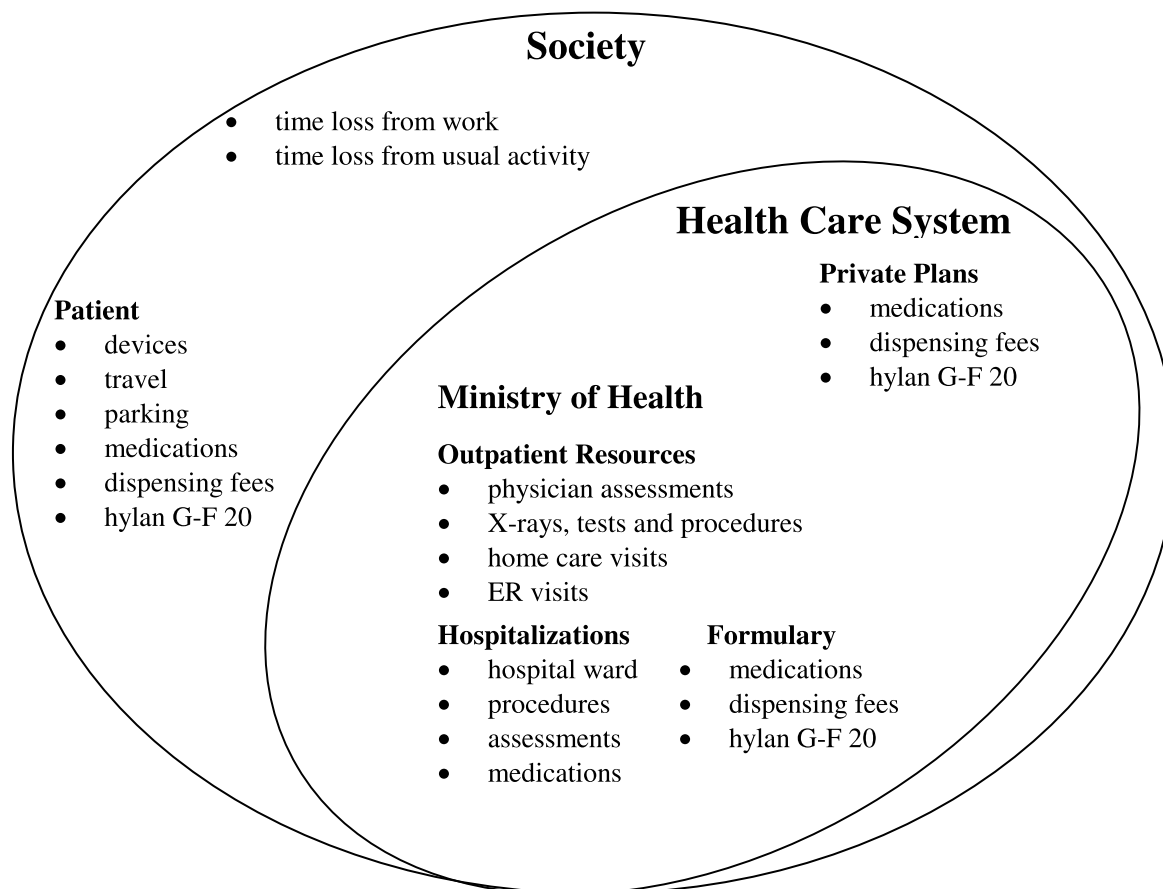 Society
• time loss from work
• time loss from usual activity
Health Care System
Private Plans
• medications
• dispensing fees
• hylan G-F 20
Patient
• devices
• travel
• parking
• medications
• dispensing fees
• hylan G-F 20
Ministry of Health
Outpatient Resources
• physician assessments
• X-rays, tests and procedures
• home care visits
• ER visits
Hospitalizations
• hospital ward
• procedures
• assessments
• medications
Formulary
• medications
• dispensing fees
• hylan G-F 20